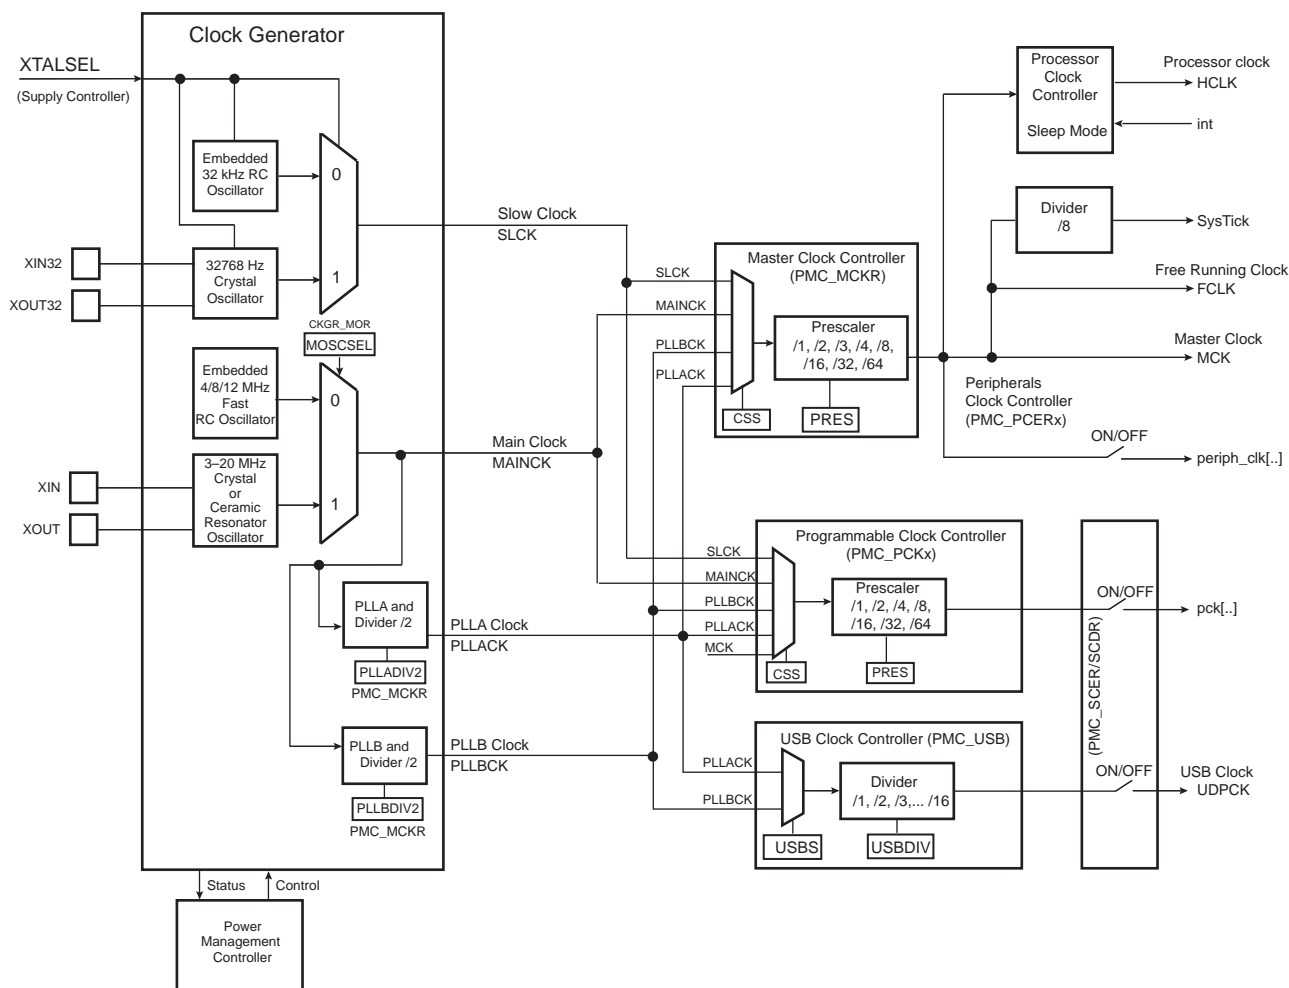 Clock Generator
XTALSEL
(Supply Controller)
Embedded
32 kHz RC
Oscillator
0
XIN32
XOUT32
32768 Hz
Crystal
Oscillator
1
CKGR_MOR
MOSCSEL
Embedded
4/8/12 MHz
Fast
RC Oscillator
0
XIN
XOUT
3–20 MHz
Crystal
or
Ceramic
Resonator
Oscillator
1
PLLA and
Divider /2
PLLADIV2
PMC_MCKR
PLLB and
Divider /2
PLLBDIV2
PMC_MCKR
Status
Control
Power
Management
Controller
Slow Clock
SLCK
Main Clock
MAINCK
PLLA Clock
PLLACK
PLLB Clock
PLLBCK
Master Clock Controller
(PMC_MCKR)
SLCK
MAINCK
PLLBCK
PLLACK
Prescaler
/1, /2, /3, /4, /8,
/16, /32, /64
CSS
PRES
Processor
Clock
Controller
Sleep Mode
Processor clock
HCLK
int
Divider
/8
SysTick
Free Running Clock
FCLK
Master Clock
MCK
Peripherals
Clock Controller
(PMC_PCERx)
ON/OFF
periph_clk[..]
Programmable Clock Controller
(PMC_PCKx)
SLCK
MAINCK
PLLBCK
PLLACK
MCK
Prescaler
/1, /2, /4, /8,
/16, /32, /64
CSS
PRES
USB Clock Controller (PMC_USB)
PLLACK
PLLBCK
Divider
/1, /2, /3,... /16
USBS
USBDIV
(PMC_SCER/SCDR)
ON/OFF
pck[..]
ON/OFF
USB Clock
UDPCK